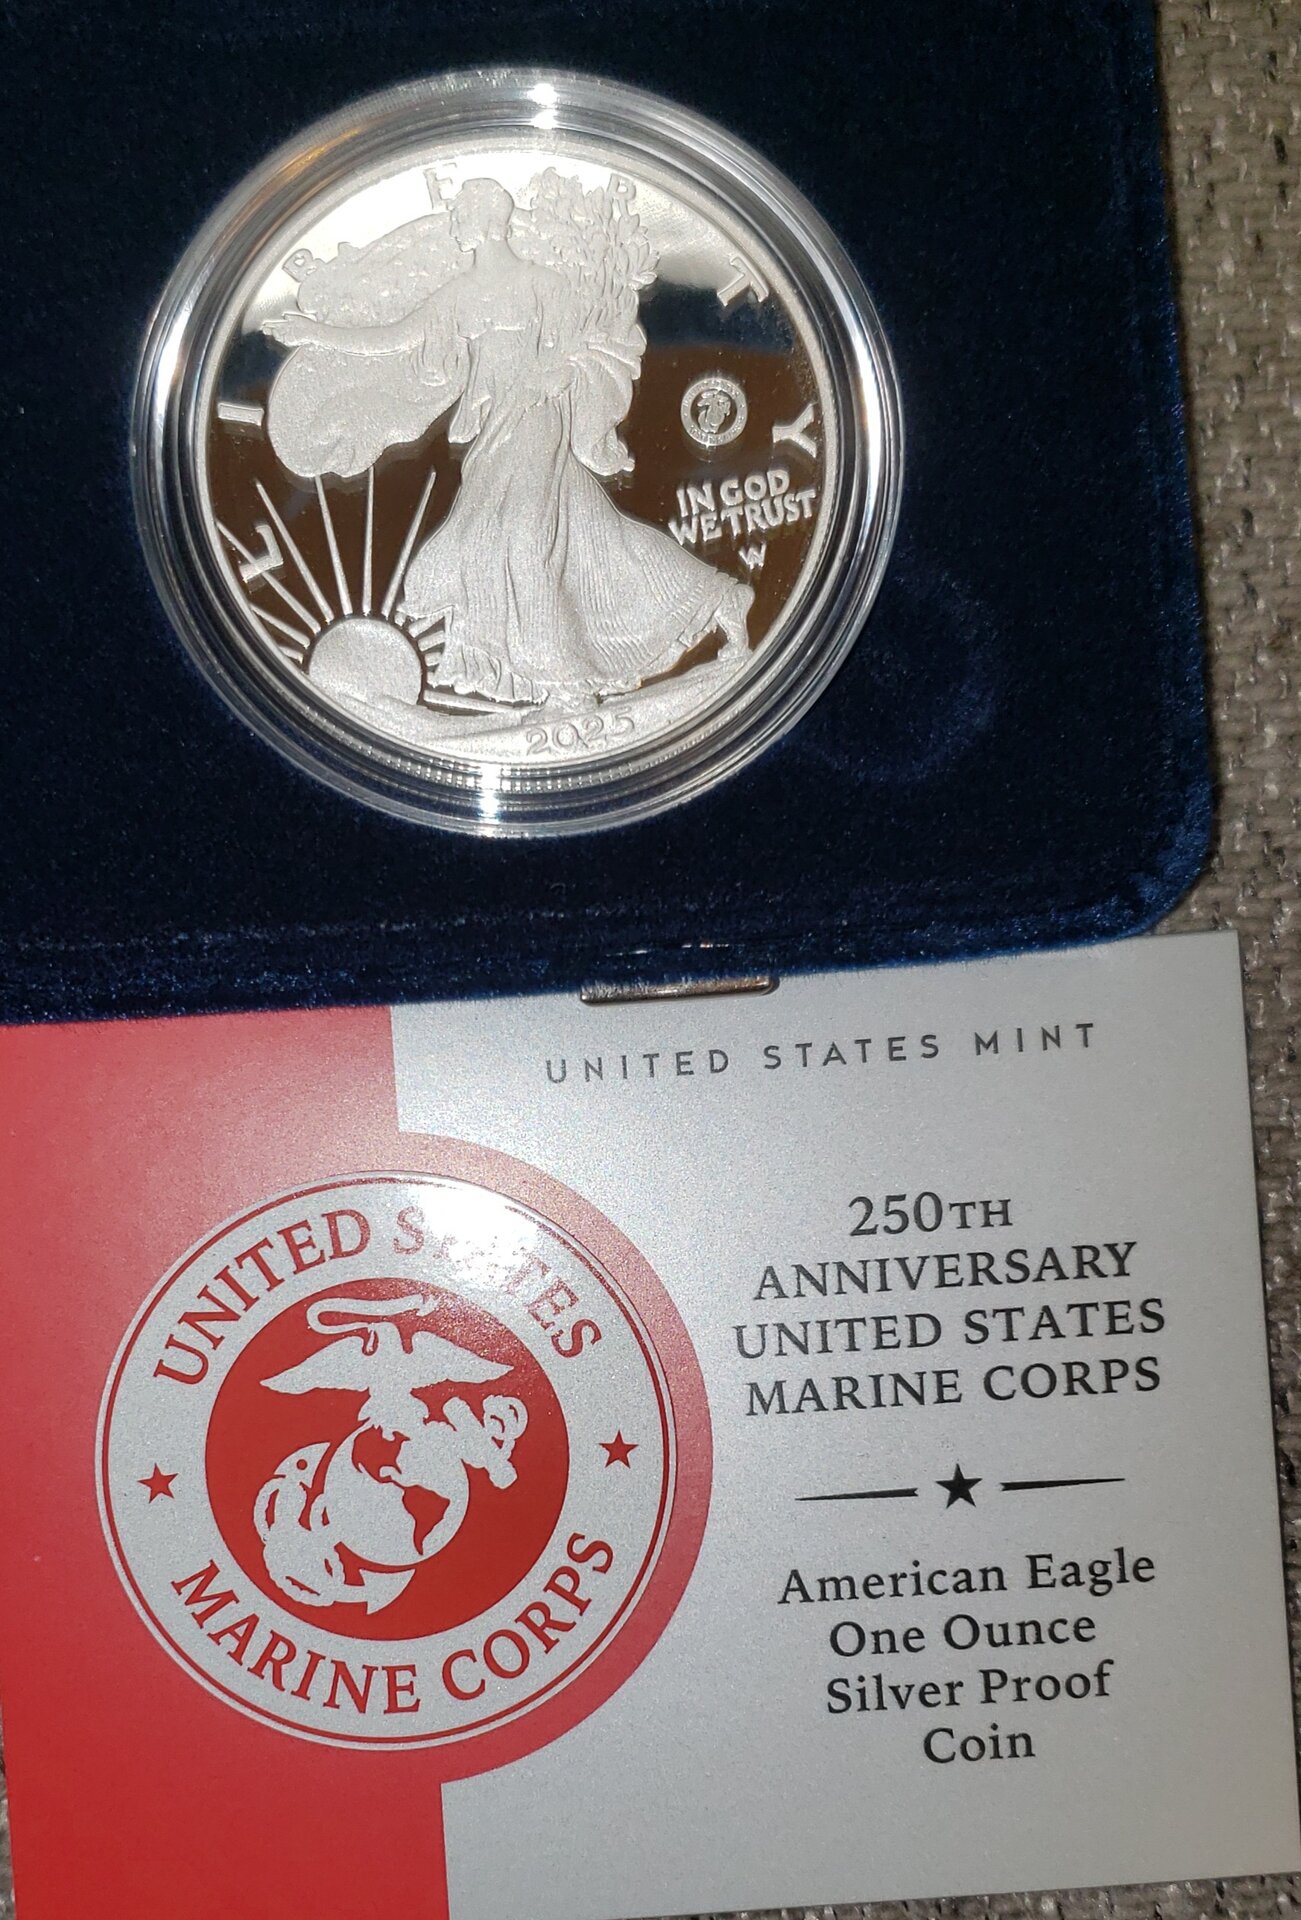 LIBERTY
IN GOD
WE TRUST
W
2025
UNITED STATES MINT
UNITED STATES
MARINE CORPS
250TH
ANNIVERSARY
UNITED STATES
MARINE CORPS
American Eagle
One Ounce
Silver Proof
Coin